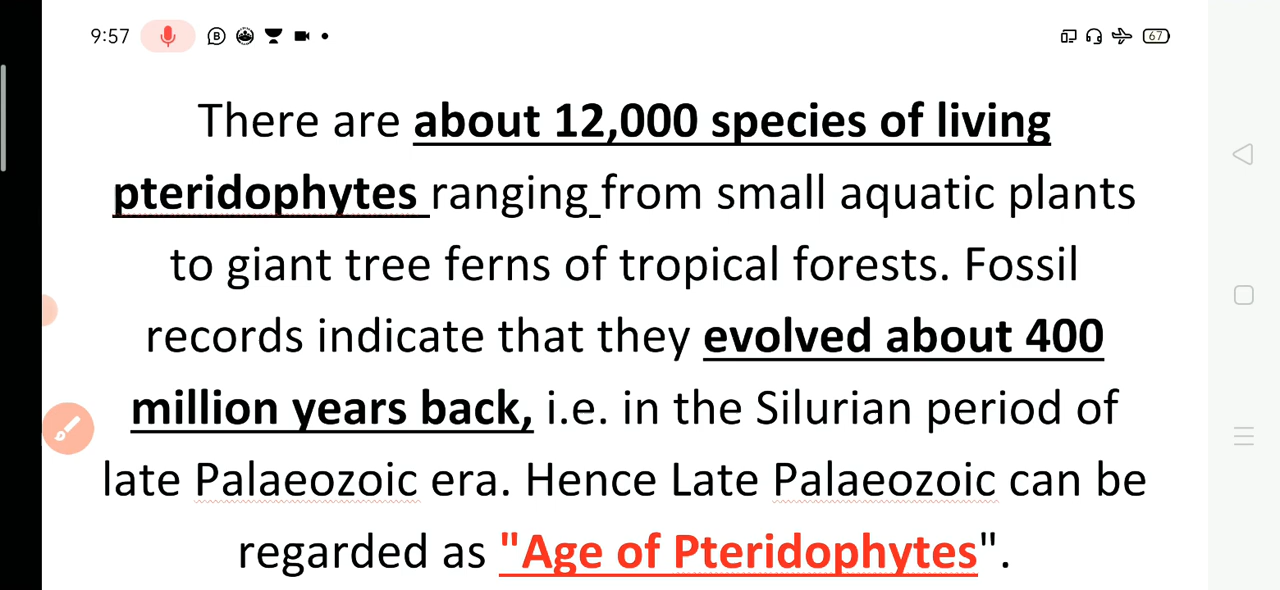 9:57
67
There are about 12,000 species of living
pteridophytes ranging from small aquatic plants
to giant tree ferns of tropical forests. Fossil
records indicate that they evolved about 400
million years back, i.e. in the Silurian period of
late Palaeozoic era. Hence Late Palaeozoic can be
regarded as "Age of Pteridophytes".